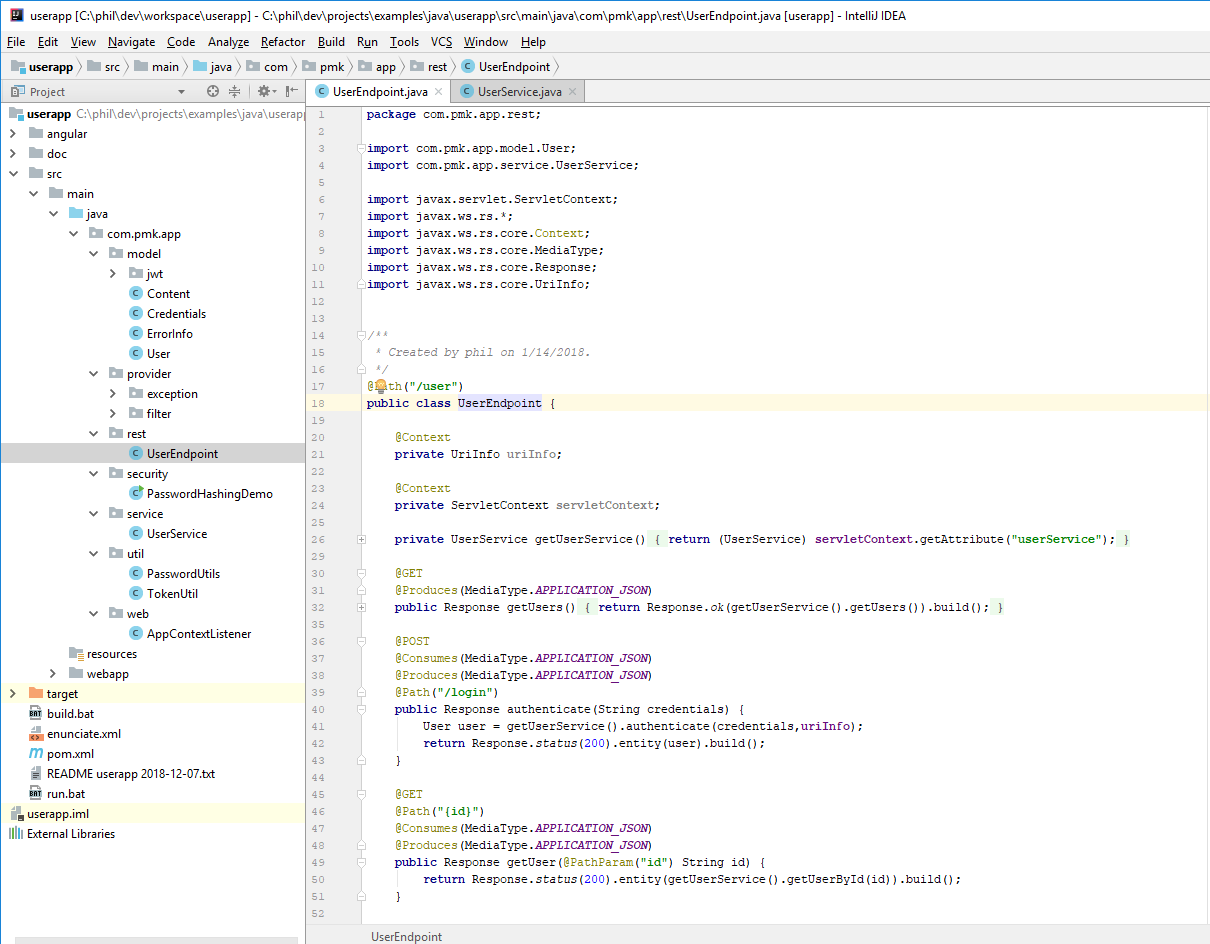 userapp [C:\phil\dev\workspace\userapp] - C:\phil\dev\projects\examples\java\userapp\src\main\java\com\pmk\app\rest\UserEndpoint.java [userapp] - IntelliJ IDEA
File Edit View Navigate Code Analyze Refactor Build Run Tools VCS Window Help
userapp src main java com pmk app rest UserEndpoint
Project
UserEndpoint.java UserService.java
userapp C:\phil\dev\projects\examples\java\userapp
angular
doc
src
main
java
com.pmk.app
model
jwt
Content
Credentials
ErrorInfo
User
provider
exception
filter
rest
UserEndpoint
security
PasswordHashingDemo
service
UserService
util
PasswordUtils
TokenUtil
web
AppContextListener
resources
webapp
target
build.bat
enunciate.xml
pom.xml
README userapp 2018-12-07.txt
run.bat
userapp.iml
External Libraries
1 package com.pmk.app.rest;
2
3 import com.pmk.app.model.User;
4 import com.pmk.app.service.UserService;
5
6 import javax.servlet.ServletContext;
7 import javax.ws.rs.*;
8 import javax.ws.rs.core.Context;
9 import javax.ws.rs.core.MediaType;
10 import javax.ws.rs.core.Response;
11 import javax.ws.rs.core.UriInfo;
12
13
14 /**
15 * Created by phil on 1/14/2018.
16 */
17 @Path("/user")
18 public class UserEndpoint {
19
20 @Context
21 private UriInfo uriInfo;
22
23 @Context
24 private ServletContext servletContext;
25
26 private UserService getUserService() { return (UserService) servletContext.getAttribute("userService"); }
29
30 @GET
31 @Produces(MediaType.APPLICATION_JSON)
32 public Response getUsers() { return Response.ok(getUserService().getUsers()).build(); }
35
36 @POST
37 @Consumes(MediaType.APPLICATION_JSON)
38 @Produces(MediaType.APPLICATION_JSON)
39 @Path("/login")
40 public Response authenticate(String credentials) {
41 User user = getUserService().authenticate(credentials,uriInfo);
42 return Response.status(200).entity(user).build();
43 }
44
45 @GET
46 @Path("{id}")
47 @Consumes(MediaType.APPLICATION_JSON)
48 @Produces(MediaType.APPLICATION_JSON)
49 public Response getUser(@PathParam("id") String id) {
50 return Response.status(200).entity(getUserService().getUserById(id)).build();
51 }
52
UserEndpoint